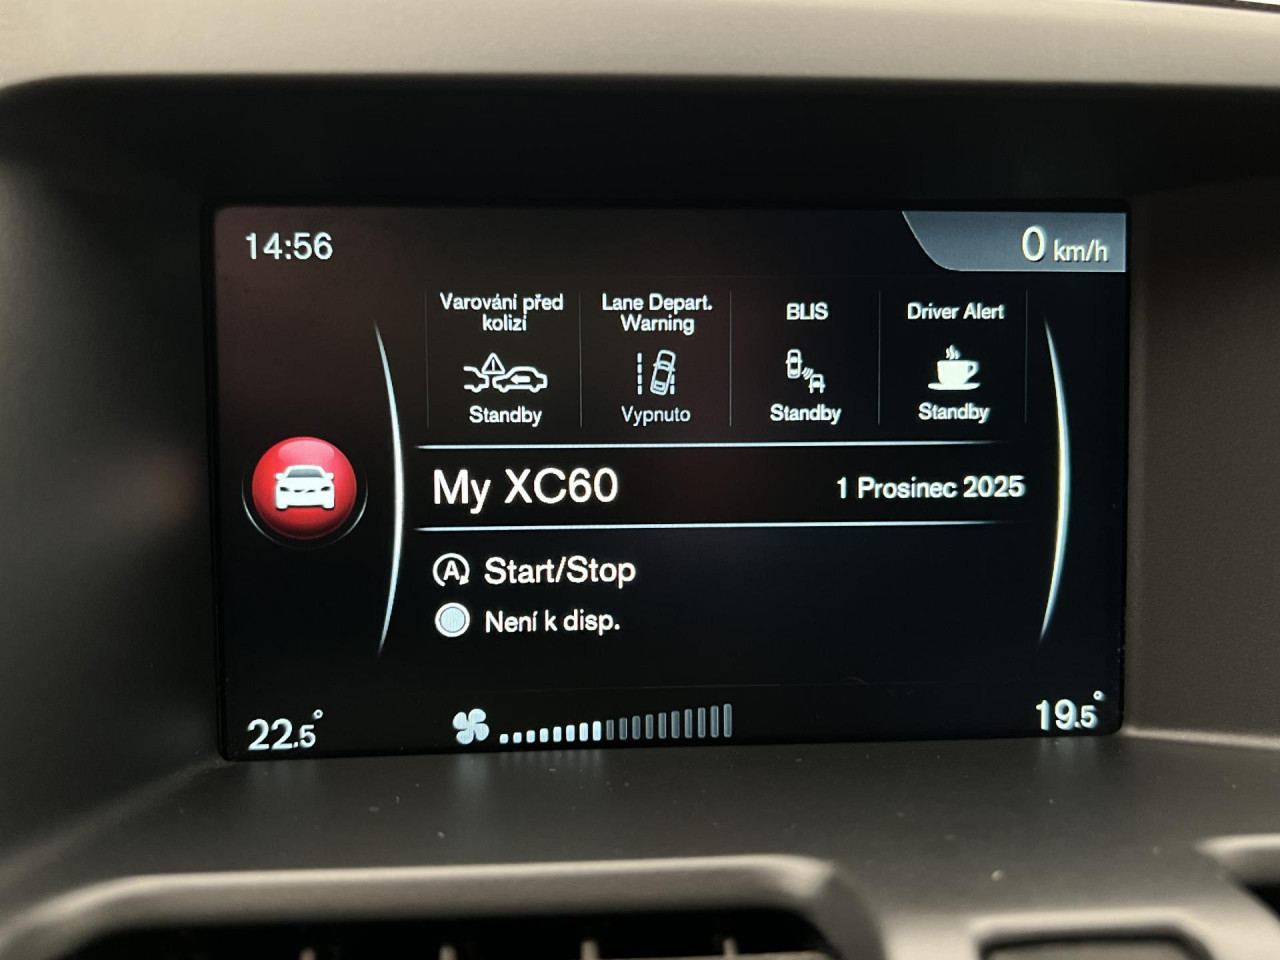 14:56
0 km/h
Varování před
kolizí
Standby
Lane Depart.
Warning
Vypnuto
BLIS
Standby
Driver Alert
Standby
My XC60
1 Prosinec 2025
A Start/Stop
Není k disp.
22.5°
19.5°